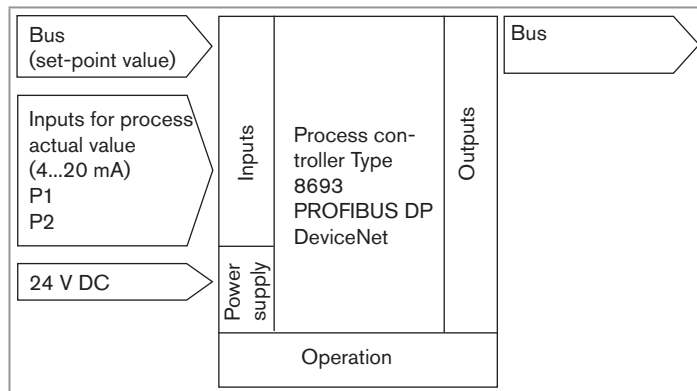 Bus
(set-point value)
Inputs for process
actual value
(4...20 mA)
P1
P2
24 V DC
Inputs
Power
supply
Process con-
troller Type
8693
PROFIBUS DP
DeviceNet
Outputs
Operation
Bus